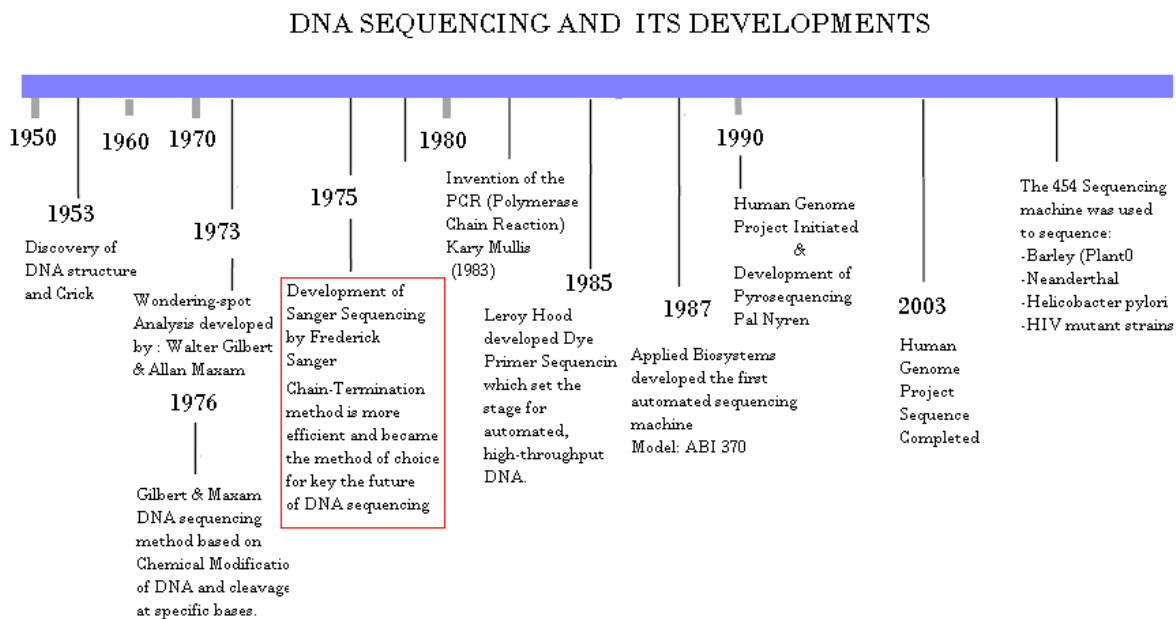 DNA SEQUENCING AND ITS DEVELOPMENTS
1950
1960
1970
1980
1990
1953
Discovery of
DNA structure
and Crick
1973
Wondering-spot
Analysis developed
by : Walter Gilbert
& Allan Maxam
1976
Gilbert & Maxam
DNA sequencing
method based on
Chemical Modificatio
of DNA and cleavage
at specific bases.
1975
Development of
Sanger Sequencing
by Frederick
Sanger
Chain-Termination
method is more
efficient and became
the method of choice
for key the future
of DNA sequencing
Invention of the
PCR (Polymerase
Chain Reaction)
Kary Mullis
(1983)
1985
Leroy Hood
developed Dye
Primer Sequencin
which set the
stage for
automated,
high-throughput
DNA.
1987
Applied Biosystems
developed the first
automated sequencing
machine
Model: ABI 370
Human Genome
Project Initiated
&
Development of
Pyrosequencing
Pal Nyren
2003
Human
Genome
Project
Sequence
Completed
The 454 Sequencing
machine was used
to sequence:
-Barley (Plant0
-Neanderthal
-Helicobacter pylori
-HIV mutant strains